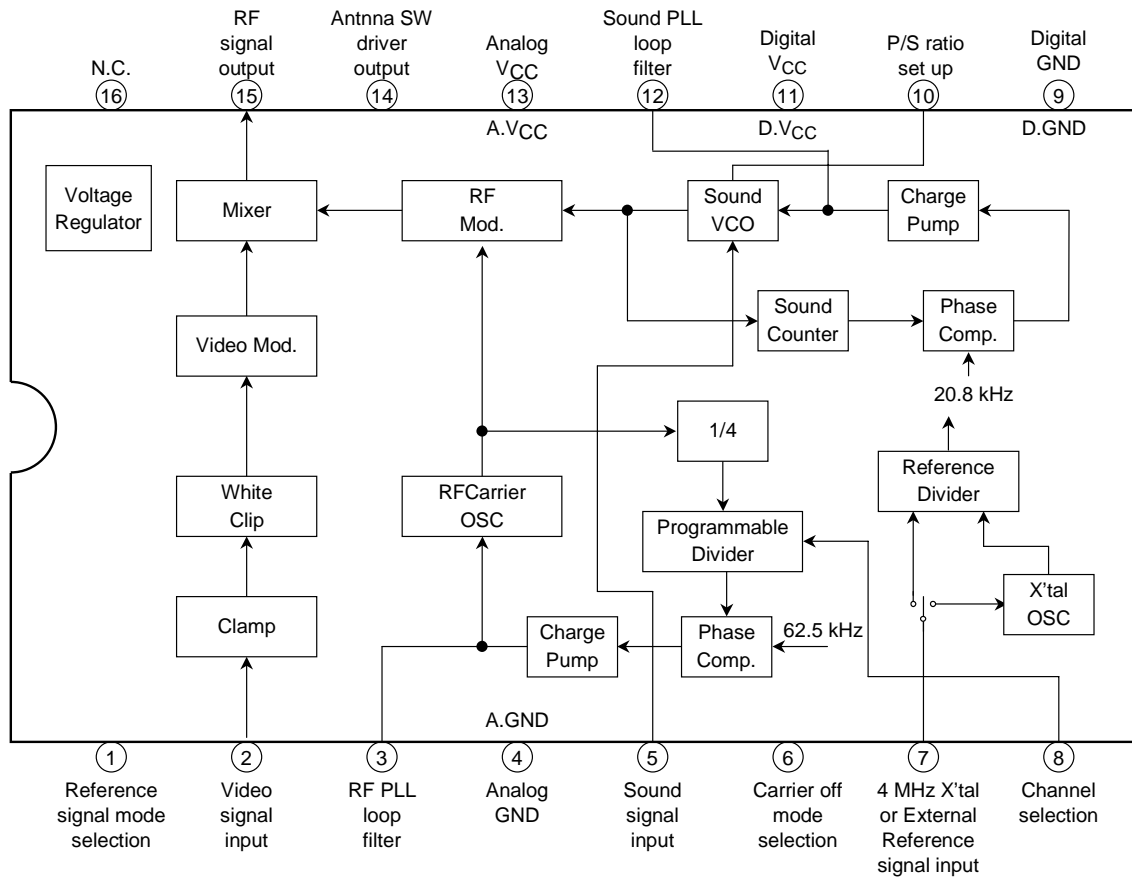 N.C.
16
RF
signal
output
15
Antnna SW
driver
output
14
Analog
VCC
13
Sound PLL
loop
filter
12
Digital
VCC
11
P/S ratio
set up
10
Digital
GND
9
A.VCC
D.VCC
D.GND
Voltage
Regulator
Mixer
RF
Mod.
Sound
VCO
Charge
Pump
Video Mod.
Sound
Counter
Phase
Comp.
20.8 kHz
1/4
White
Clip
RFCarrier
OSC
Programmable
Divider
Reference
Divider
Clamp
Charge
Pump
Phase
Comp.
62.5 kHz
X'tal
OSC
A.GND
1
Reference
signal mode
selection
2
Video
signal
input
3
RF PLL
loop
filter
4
Analog
GND
5
Sound
signal
input
6
Carrier off
mode
selection
7
4 MHz X'tal
or External
Reference
signal input
8
Channel
selection